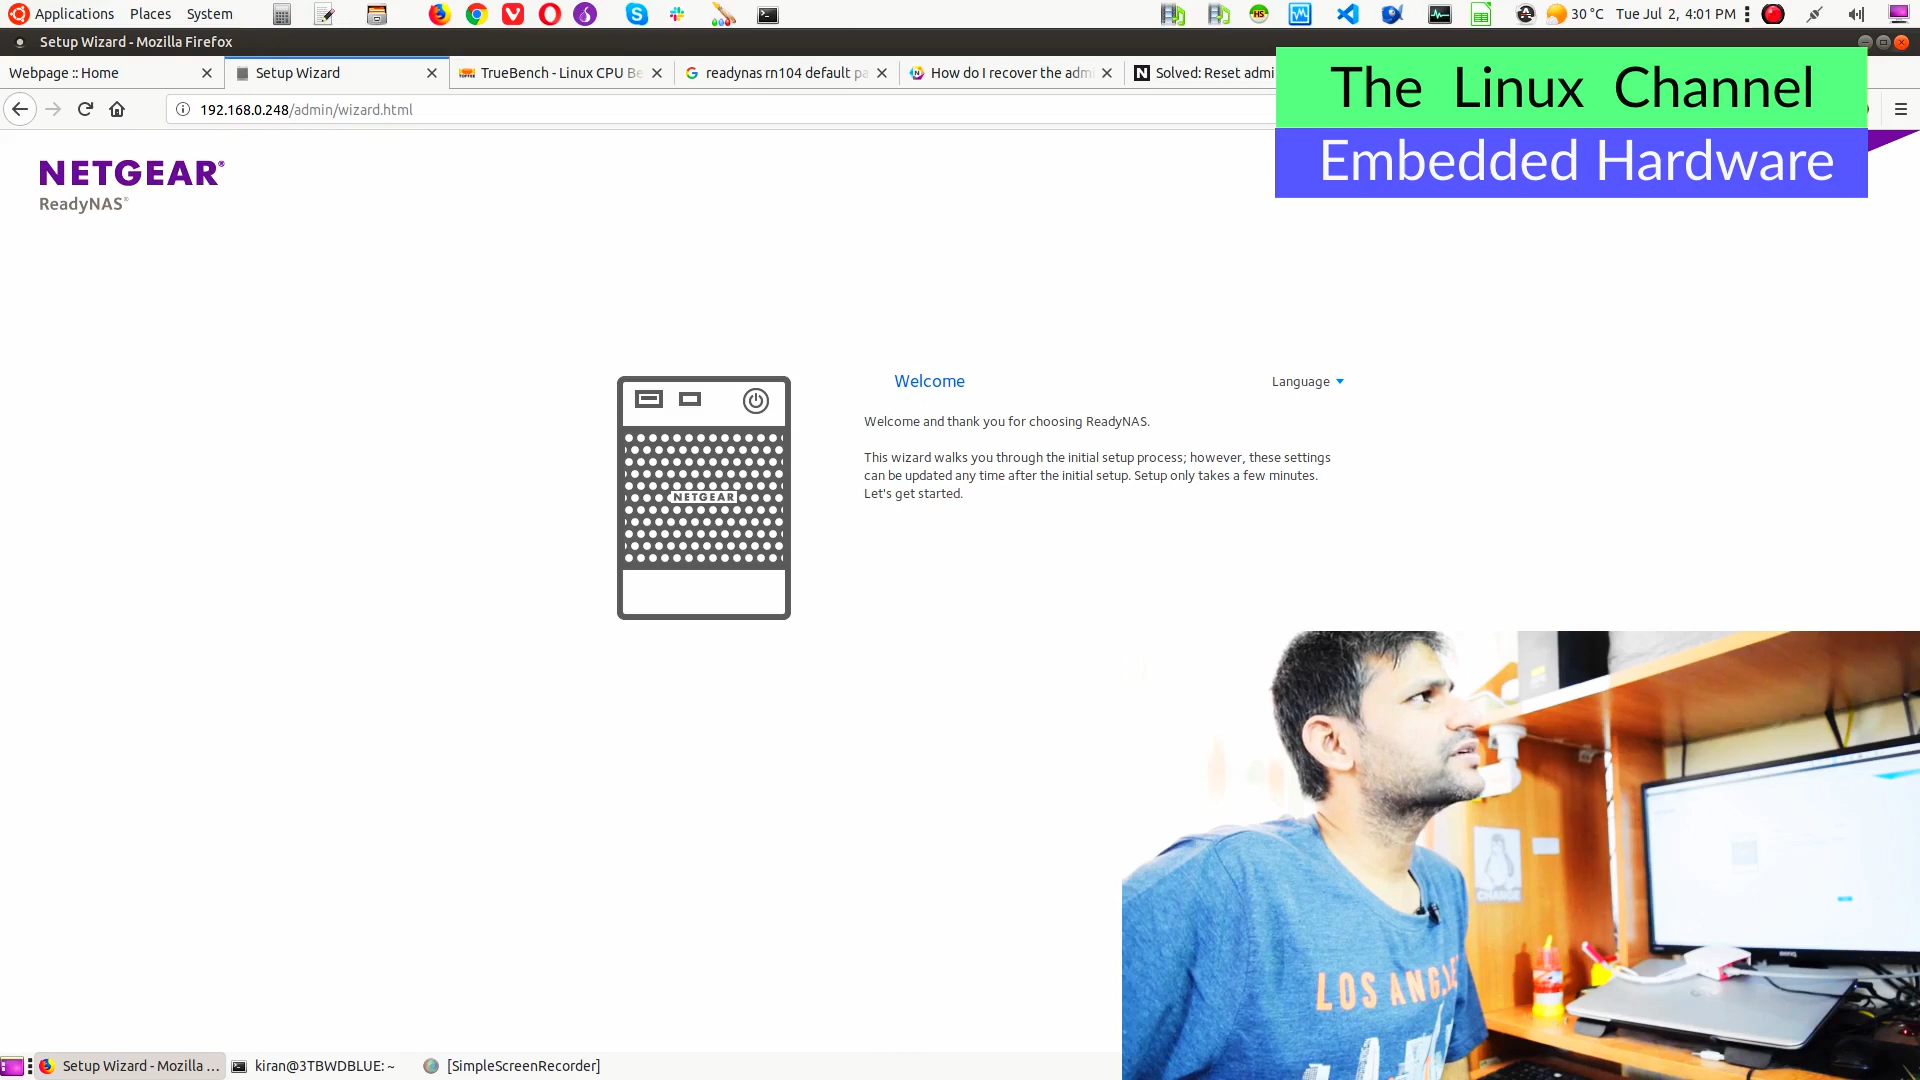 Applications Places System
30 °C Tue Jul 2, 4:01 PM
Setup Wizard - Mozilla Firefox
Webpage :: Home
Setup Wizard
TrueBench - Linux CPU Be
readynas rn104 default pa
How do I recover the adm
Solved: Reset admi
192.168.0.248/admin/wizard.html
The Linux Channel
Embedded Hardware
NETGEAR®
ReadyNAS®
Welcome
Language
Welcome and thank you for choosing ReadyNAS.
This wizard walks you through the initial setup process; however, these settings
can be updated any time after the initial setup. Setup only takes a few minutes.
Let's get started.
NETGEAR
CHANGE
BenQ
LOS ANGELE
Setup Wizard - Mozilla ...
kiran@3TBWDBLUE: ~
[SimpleScreenRecorder]